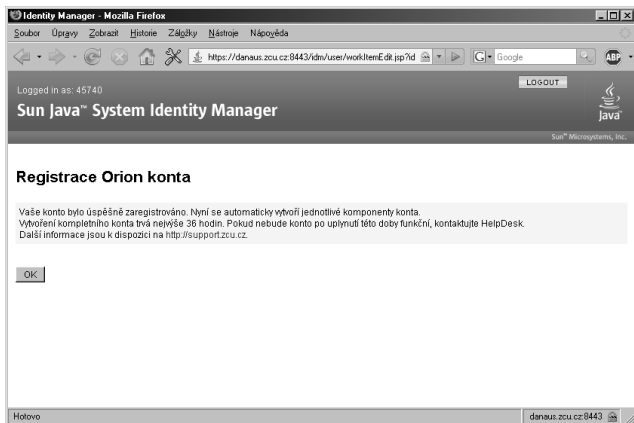 Identity Manager - Mozilla Firefox
Soubor Úpravy Zobrazit Historie Záložky Nástroje Nápověda
https://danaus.zcu.cz:8443/idm/user/workItemEdit.jsp?id
G Google
ABP
Logged in as: 45740
LOGOUT
Sun Java™ System Identity Manager
Java™
Sun™ Microsystems, Inc.
Registrace Orion konta
Vaše konto bylo úspěšně zaregistrováno. Nyní se automaticky vytvoří jednotlivé komponenty konta.
Vytvoření kompletního konta trvá nejvýše 36 hodin. Pokud nebude konto po uplynutí této doby funkční, kontaktujte HelpDesk.
Další informace jsou k dispozici na http://support.zcu.cz.
OK
Hotovo
danaus.zcu.cz:8443